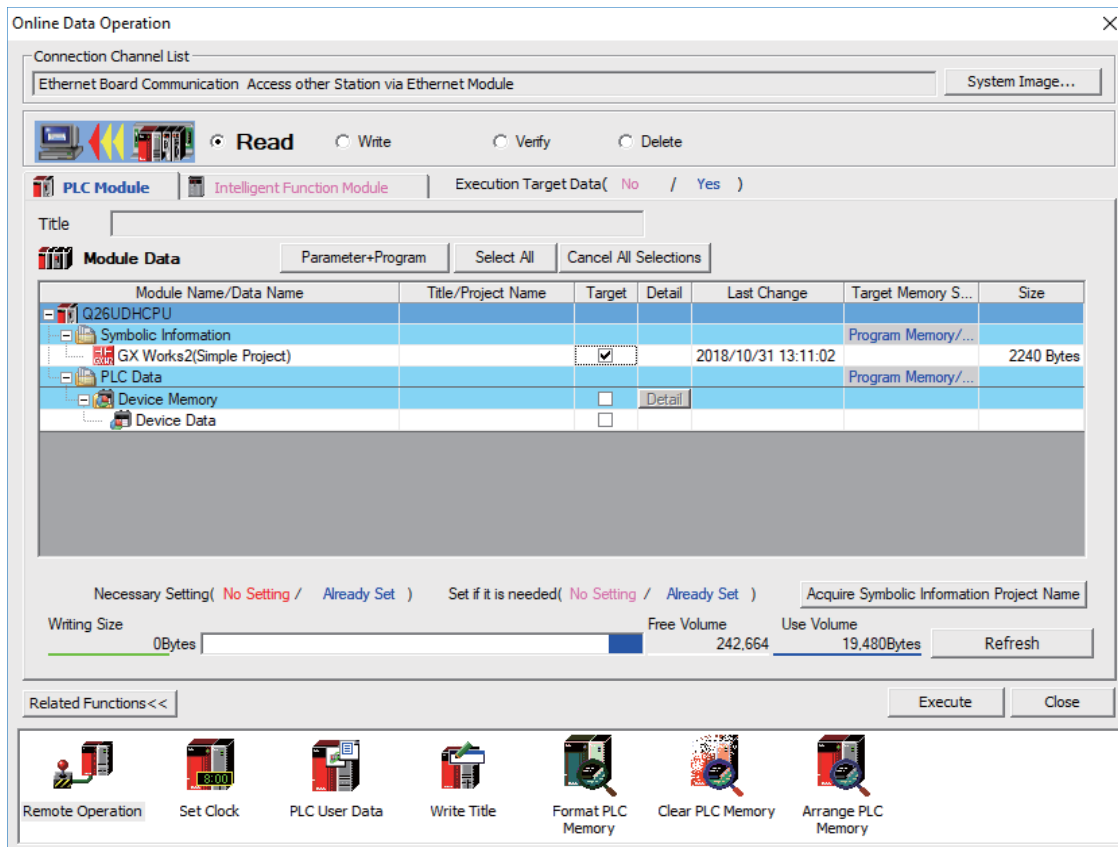 Online Data Operation
Connection Channel List
Ethernet Board Communication Access other Station via Ethernet Module
System Image...
Read Write Verify Delete
PLC Module Intelligent Function Module Execution Target Data( No / Yes )
Title
Module Data Parameter+Program Select All Cancel All Selections
Module Name/Data Name Title/Project Name Target Detail Last Change Target Memory S... Size
Q26UDHCPU
Symbolic Information Program Memory/...
GX Works2(Simple Project) 2018/10/31 13:11:02 2240 Bytes
PLC Data Program Memory/...
Device Memory Detail
Device Data
Necessary Setting( No Setting / Already Set ) Set if it is needed( No Setting / Already Set ) Acquire Symbolic Information Project Name
Writing Size Free Volume Use Volume
0Bytes 242,664 19,480Bytes Refresh
Related Functions<< Execute Close
8:00
Remote Operation Set Clock PLC User Data Write Title Format PLC Clear PLC Memory Arrange PLC
Memory Memory